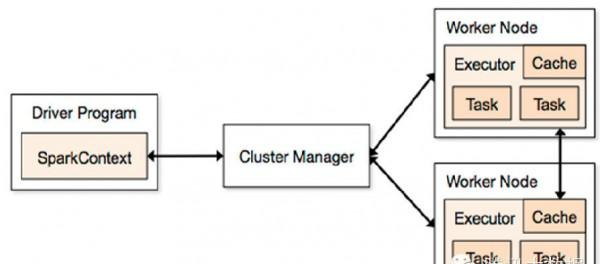 Driver Program
SparkContext
Cluster Manager
Worker Node
Executor
Cache
Task
Task
Worker Node
Executor
Cache
Task
Task